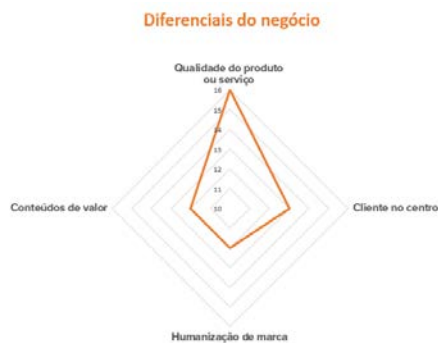 Diferenciais do negócio
Qualidade do produto
ou serviço
16
15
14
13
12
11
10
Conteúdos de valor
Cliente no centro
Humanização de marca